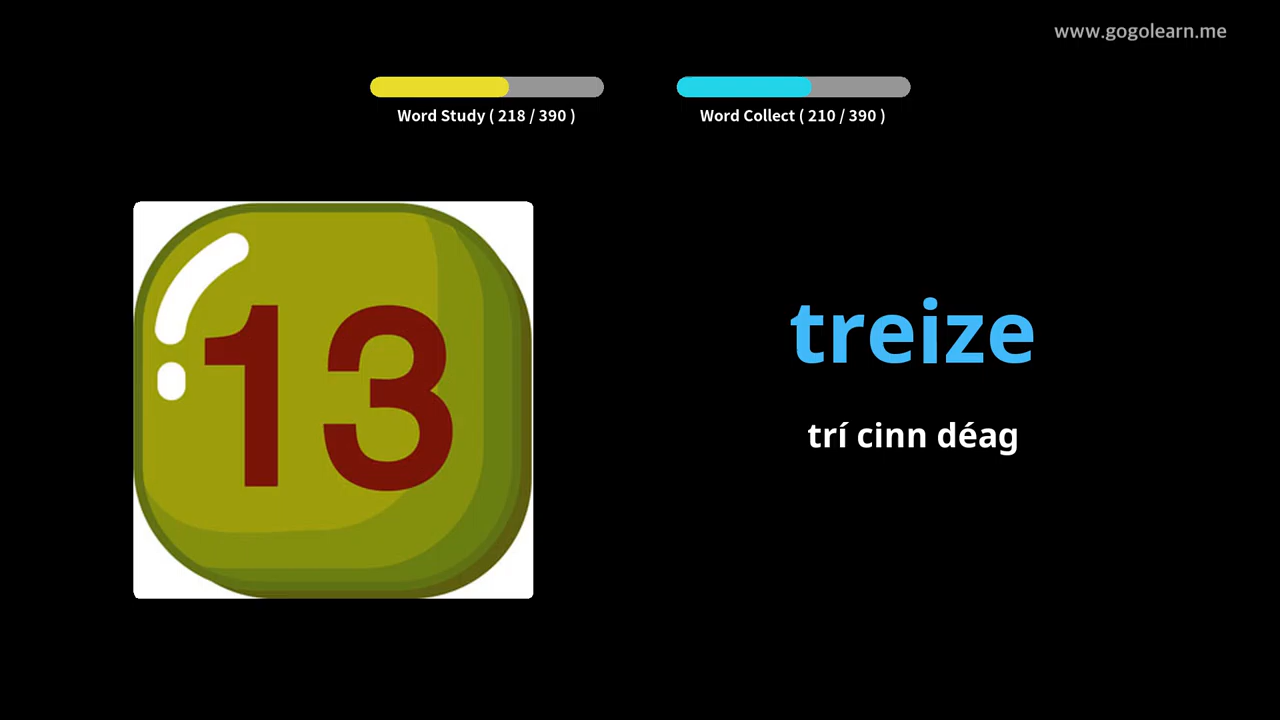 www.gogolearn.me
Word Study ( 218 / 390 )
Word Collect ( 210 / 390 )
13
treize
trí cinn déag